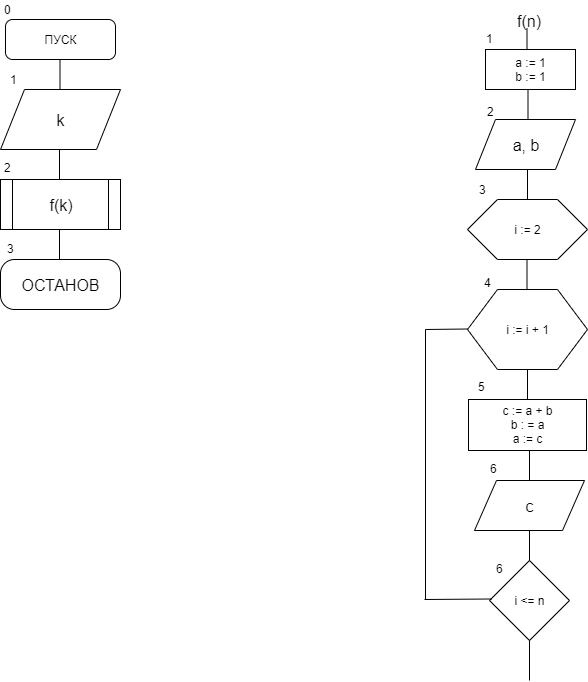 0
ПУСК
1
k
2
f(k)
3
ОСТАНОВ
f(n)
1
a := 1
b := 1
2
a, b
3
i := 2
4
i := i + 1
5
c := a + b
b : = a
a := c
6
c
6
i <= n